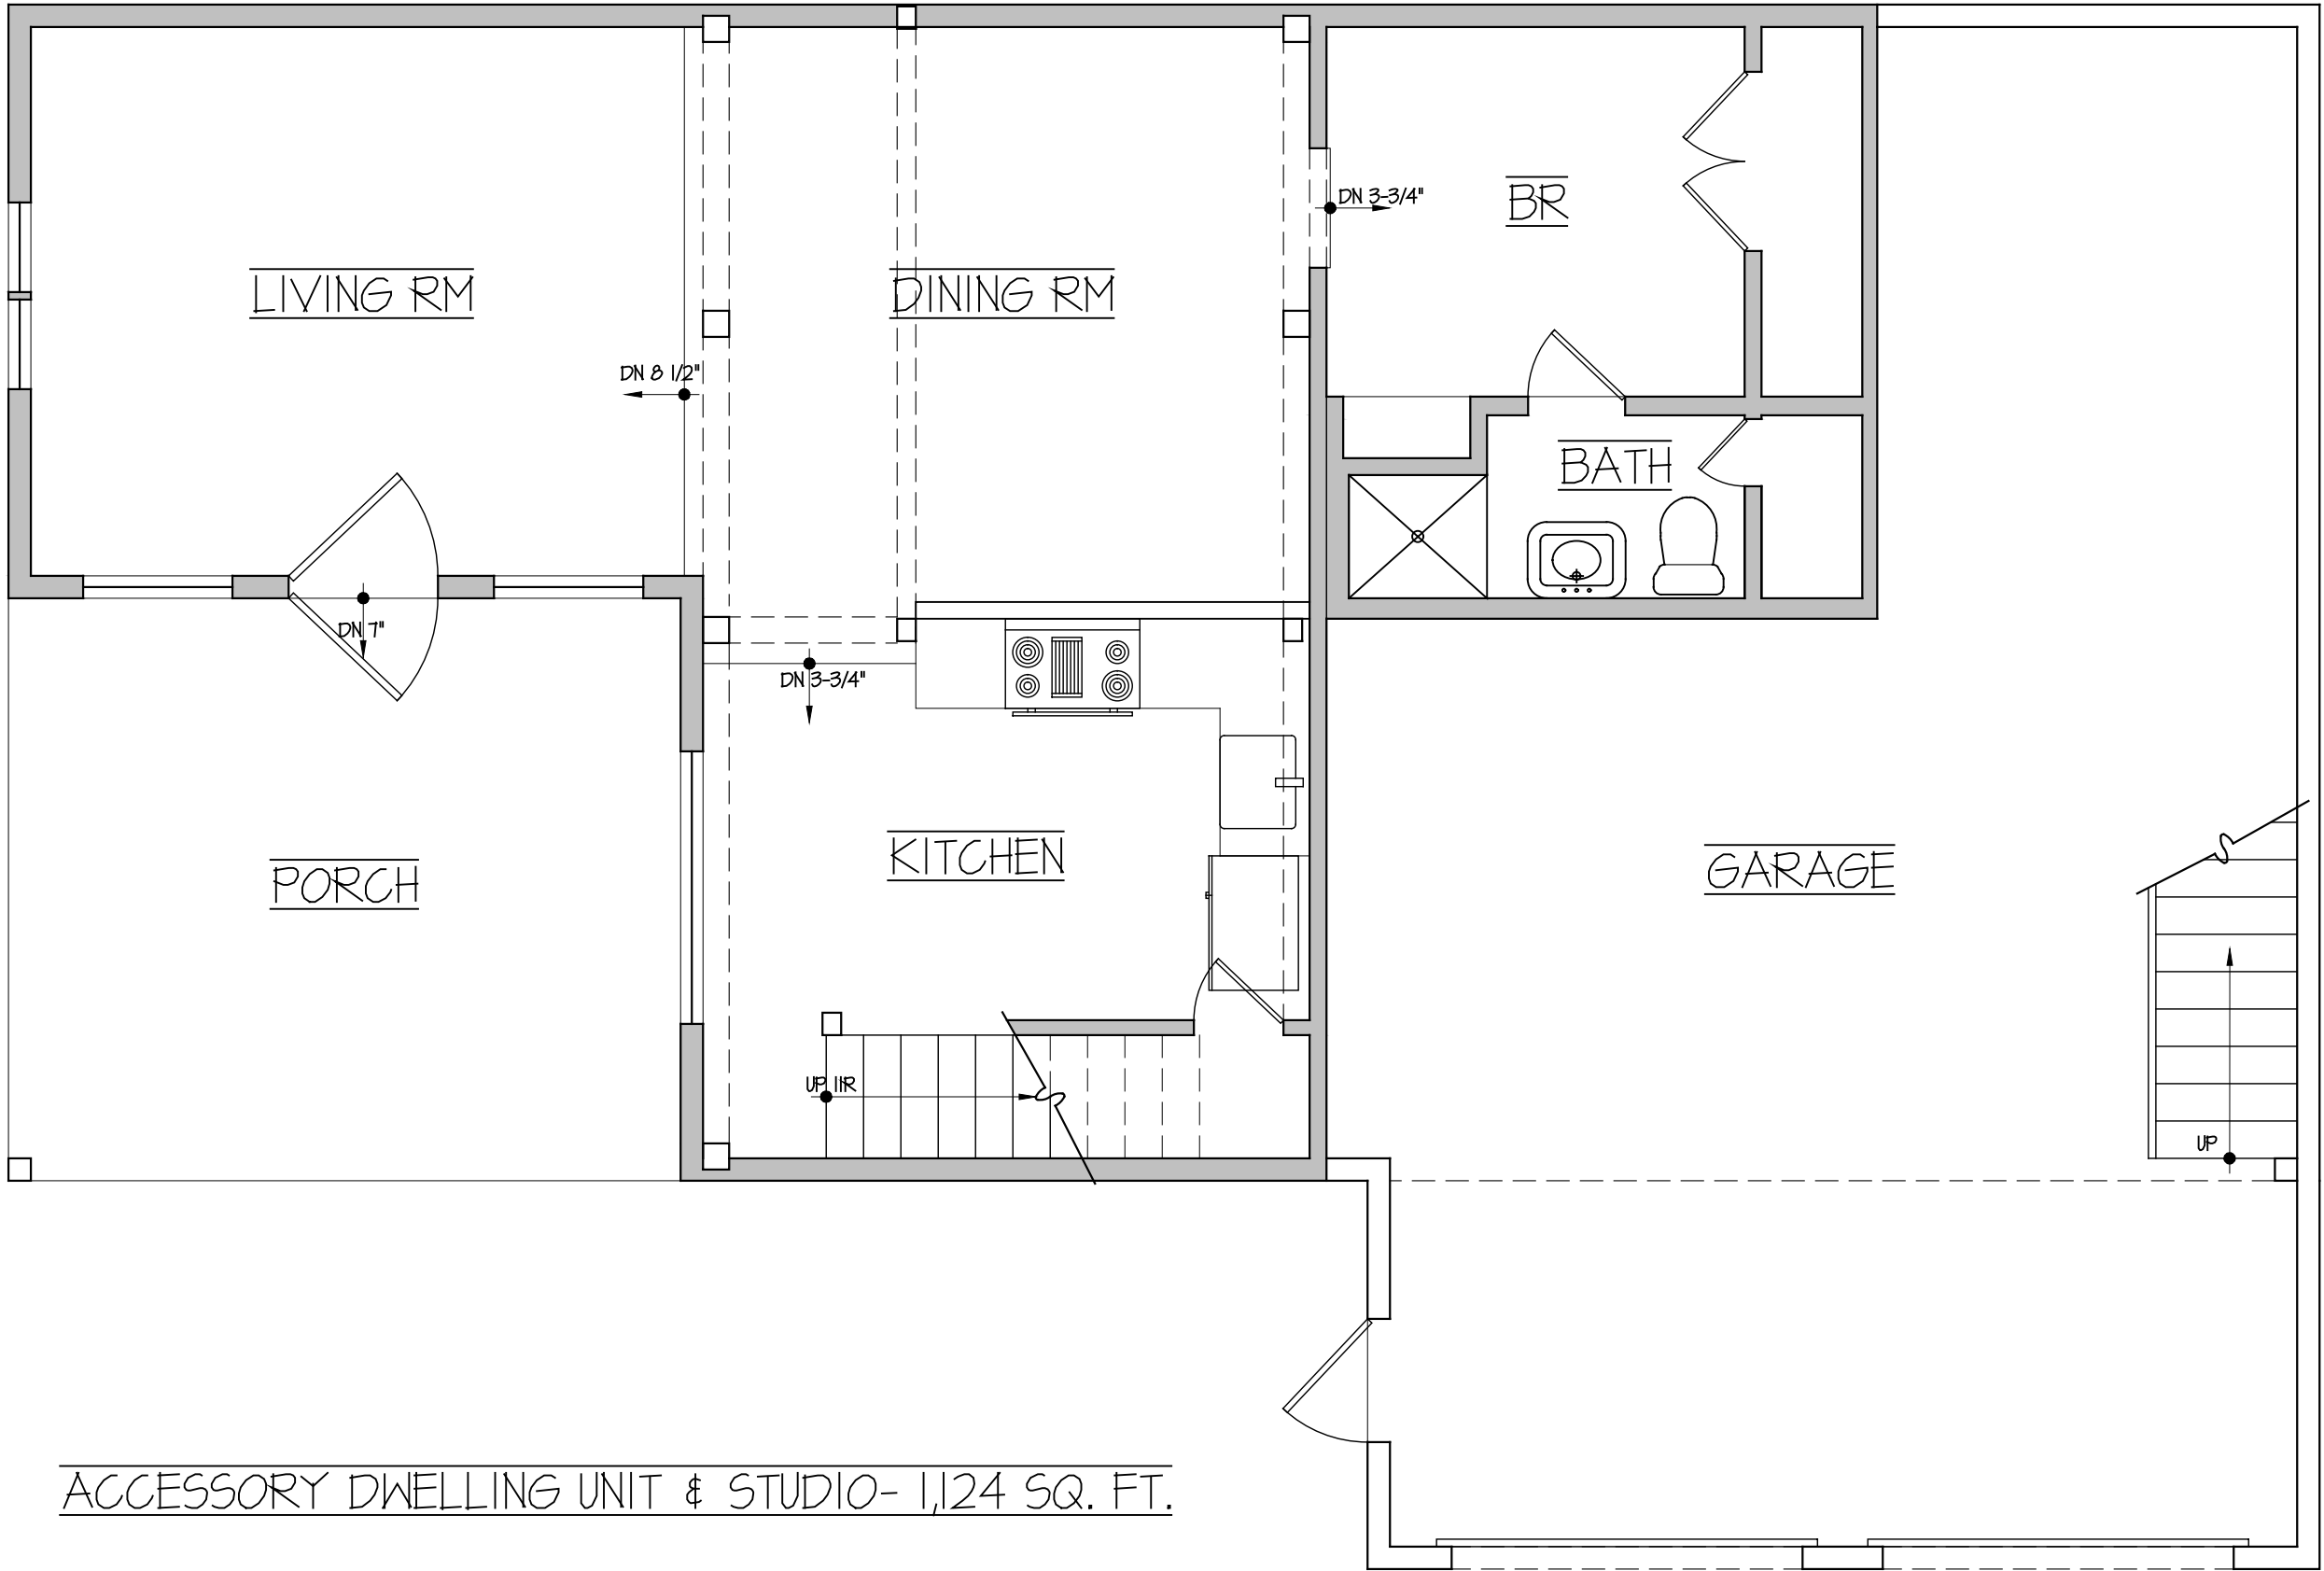 DN 3-3/4"
BR
LIVING RM
DINING RM
DN 8 1/2"
BATH
DN 7"
DN 3-3/4"
KITCHEN
PORCH
GARAGE
UP 11R
UP
ACCESSORY DWELLING UNIT & STUDIO- 1,124 SQ. FT.